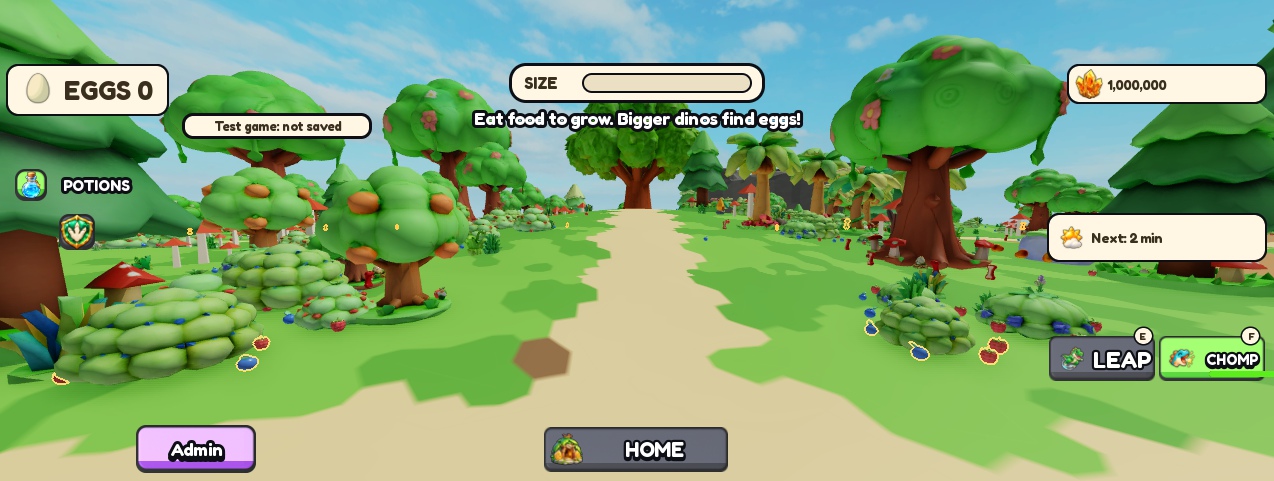 EGGS 0
SIZE
1,000,000
Eat food to grow. Bigger dinos find eggs!
Test game: not saved
POTIONS
Next: 2 min
E
F
LEAP
CHOMP
Admin
HOME